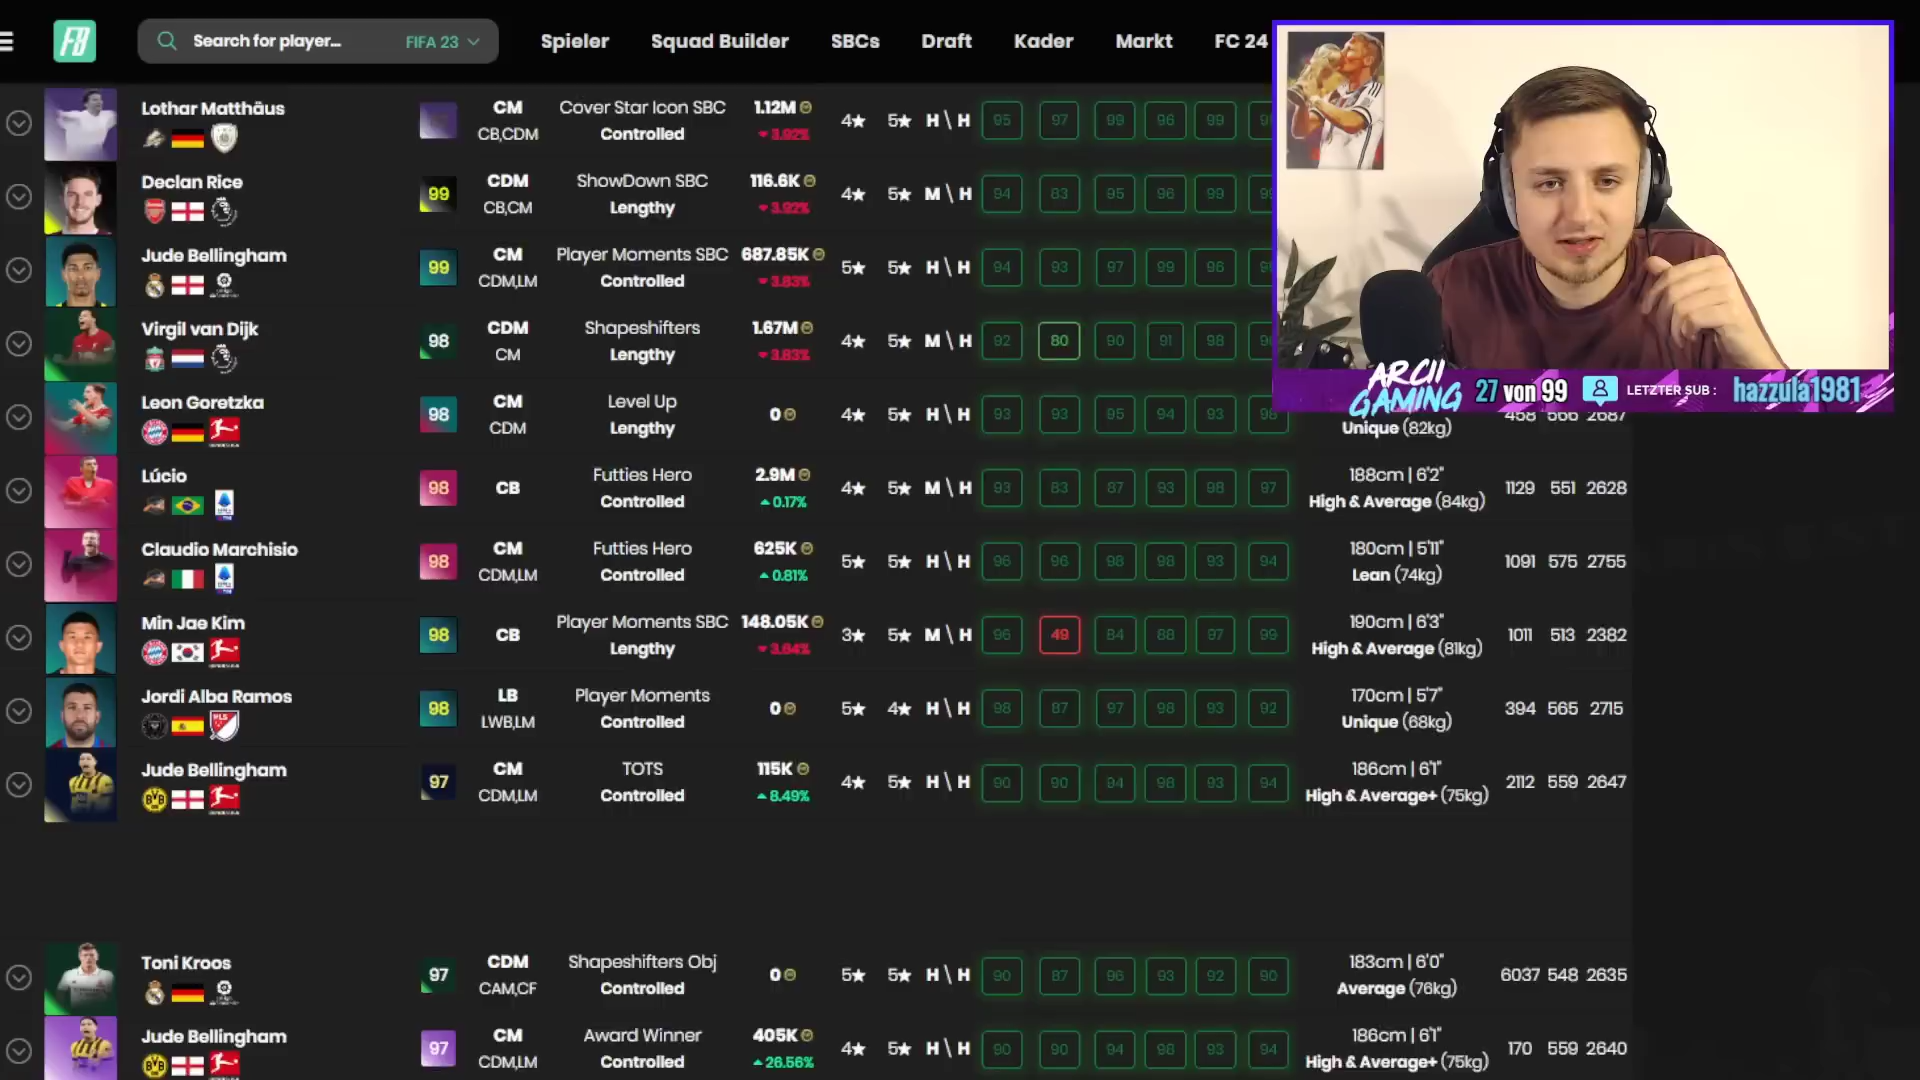 FB Search for player... FIFA 23 Spieler Squad Builder SBCs Draft Kader Markt FC 24
Lothar Matthäus CM Cover Star Icon SBC 1.12M 4★ 5★ H \ H 95 97 99 96 99
CB,CDM Controlled 3.92%
Declan Rice 99 CDM ShowDown SBC 116.6K 4★ 5★ M \ H 94 83 95 96 99
CB,CM Lengthy 3.92%
Jude Bellingham 99 CM Player Moments SBC 687.85K 5★ 5★ H \ H 94 93 97 99 96
CDM,LM Controlled 3.83%
Virgil van Dijk 98 CDM Shapeshifters 1.67M 4★ 5★ M \ H 92 80 90 91 98
CM Lengthy 3.83%
ARCII GAMING 27 von 99 LETZTER SUB : hazzula1981
Leon Goretzka 98 CM Level Up 0 4★ 5★ H \ H 93 93 95 94 93 98 458 566 2687
CDM Lengthy Unique (82kg)
Lúcio 98 CB Futties Hero 2.9M 4★ 5★ M \ H 93 83 87 93 98 97 188cm | 6'2" 1129 551 2628
Controlled 0.17% High & Average (84kg)
Claudio Marchisio 98 CM Futties Hero 625K 5★ 5★ H \ H 96 96 98 98 93 94 180cm | 5'11" 1091 575 2755
CDM,LM Controlled 0.81% Lean (74kg)
Min Jae Kim 98 CB Player Moments SBC 148.05K 3★ 5★ M \ H 96 49 84 88 97 99 190cm | 6'3" 1011 513 2382
Lengthy 3.64% High & Average (81kg)
Jordi Alba Ramos 98 LB Player Moments 0 5★ 4★ H \ H 98 87 97 98 93 92 170cm | 5'7" 394 565 2715
LWB,LM Controlled Unique (68kg)
Jude Bellingham 97 CM TOTS 115K 4★ 5★ H \ H 90 90 94 98 93 94 186cm | 6'1" 2112 559 2647
CDM,LM Controlled 8.49% High & Average+ (75kg)
Toni Kroos 97 CDM Shapeshifters Obj 0 5★ 5★ H \ H 90 87 96 93 92 90 183cm | 6'0" 6037 548 2635
CAM,CF Controlled Average (76kg)
Jude Bellingham 97 CM Award Winner 405K 4★ 5★ H \ H 90 90 94 98 93 94 186cm | 6'1" 170 559 2640
CDM,LM Controlled 26.56% High & Average+ (75kg)